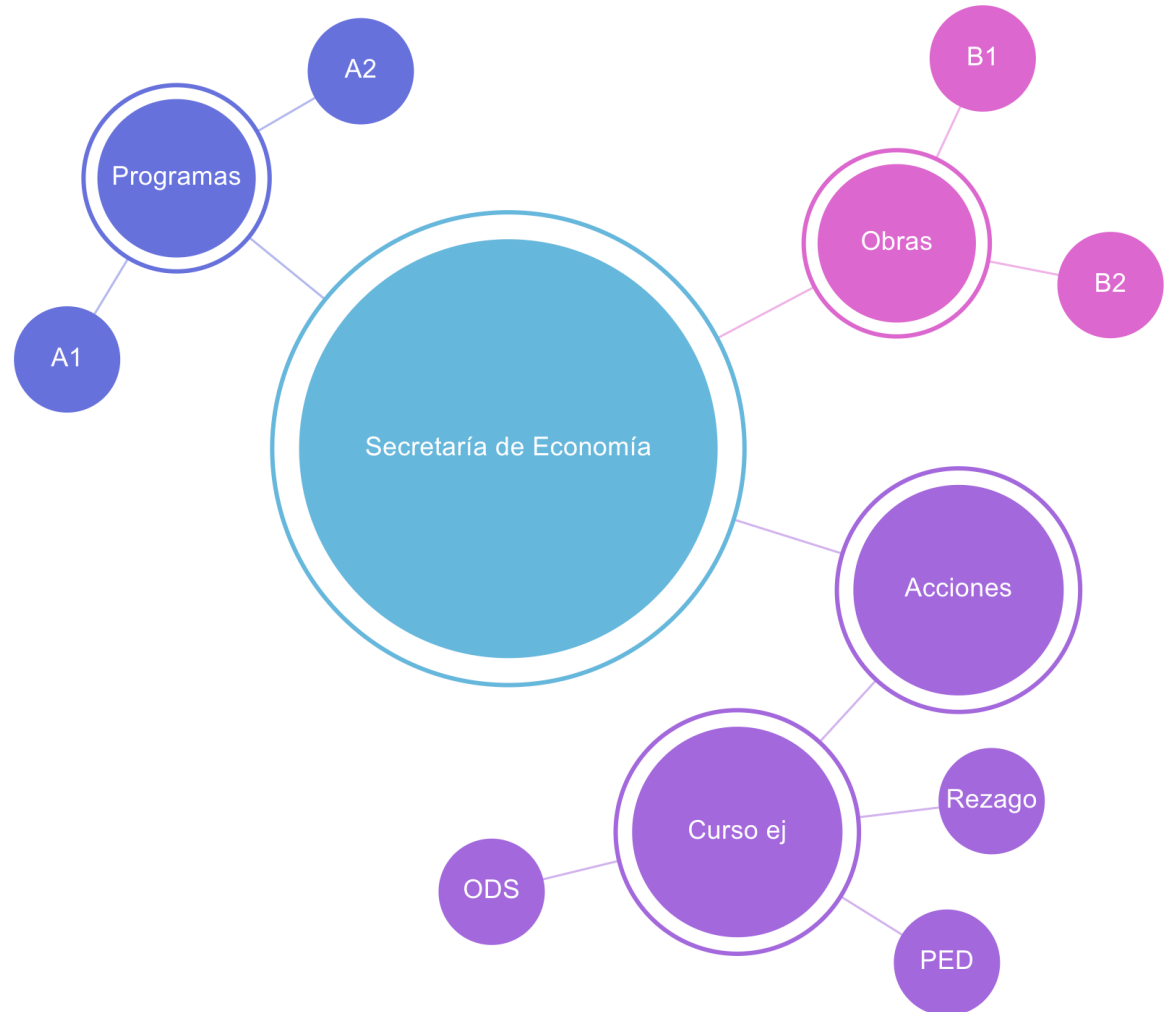 B1
A2
Programas
Obras
B2
A1
Secretaría de Economía
Acciones
Rezago
Curso ej
ODS
PED